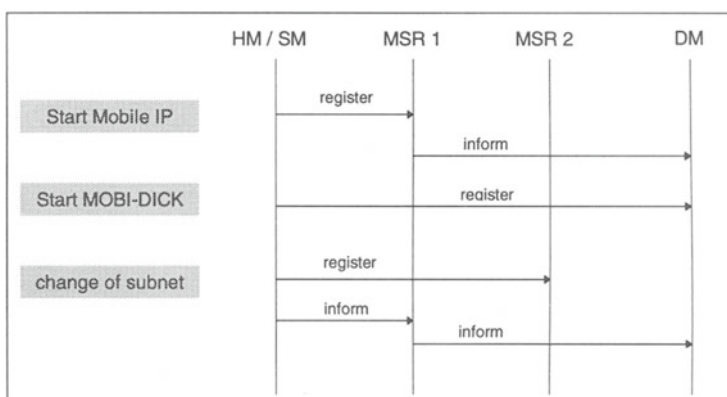 HM / SM MSR 1 MSR 2 DM
register
Start Mobile IP
inform
Start MOBI-DICK
register
register
change of subnet
inform
inform